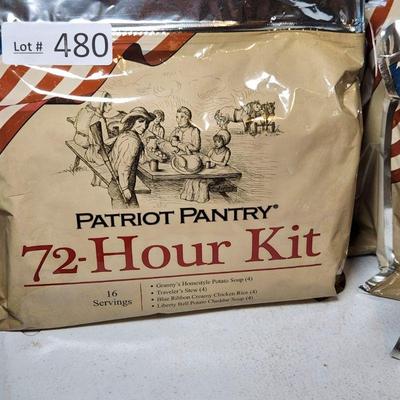 Lot # 480
PATRIOT PANTRY®
72-Hour Kit
16
Servings
• Granny's Homestyle Potato Soup (4)
• Traveler's Stew (4)
• Blue Ribbon Creamy Chicken Rice (4)
• Liberty Bell Potato Cheddar Soup (4)